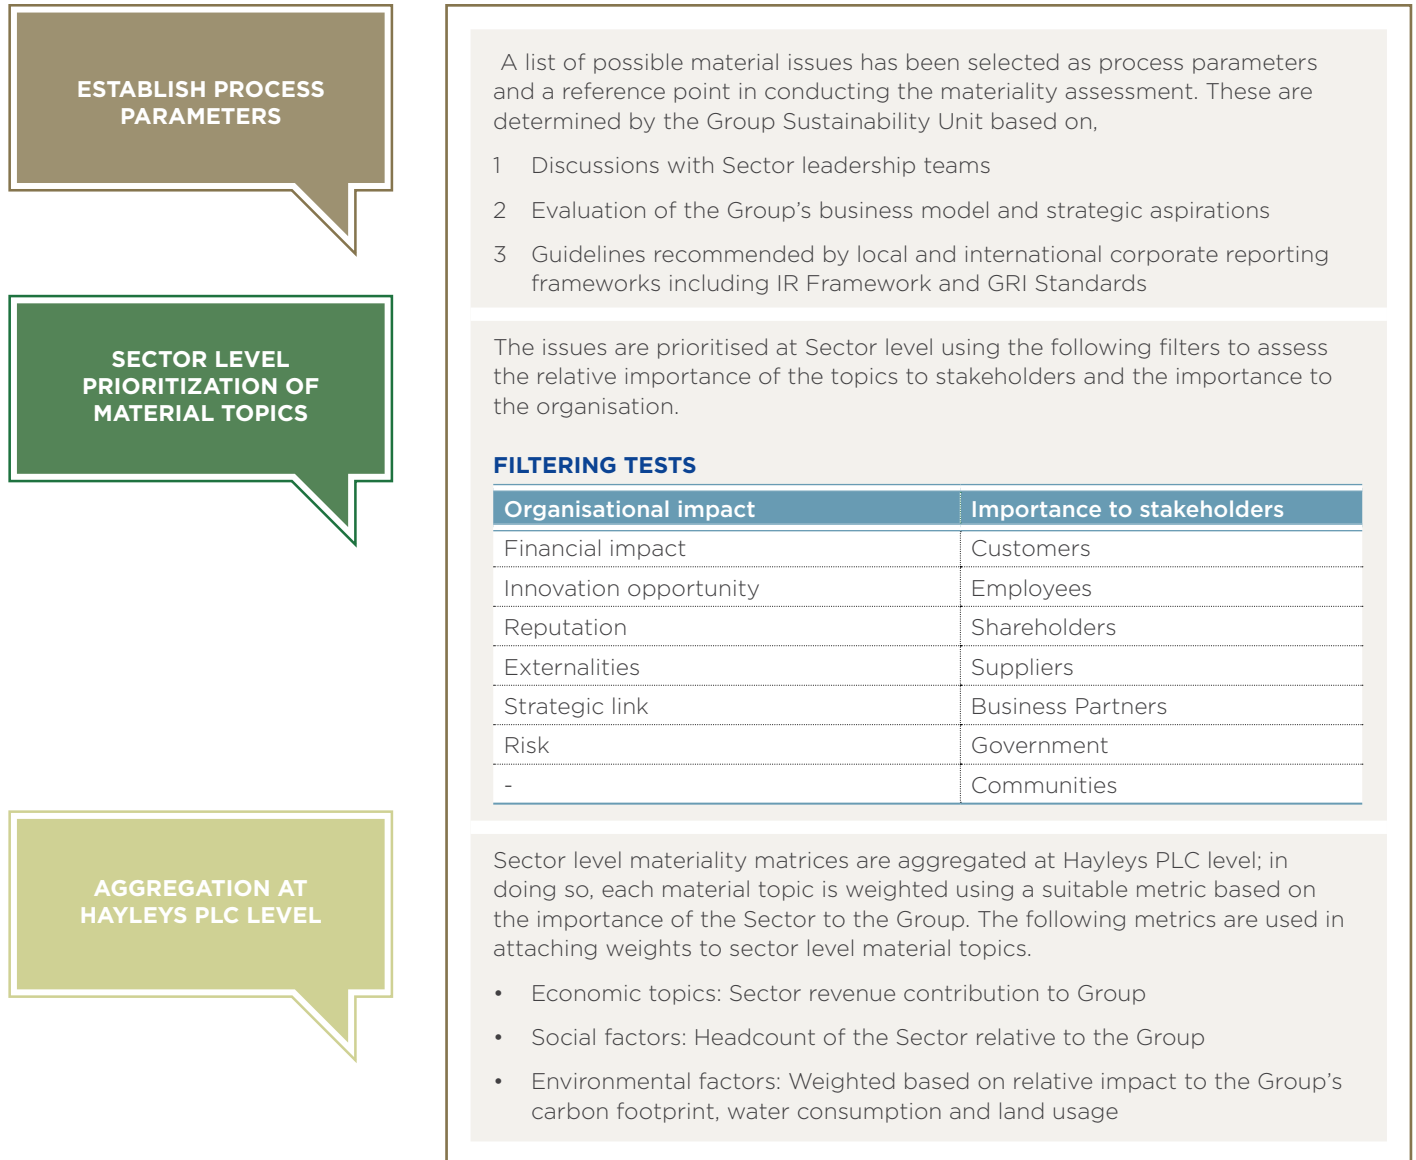 ESTABLISH PROCESS
PARAMETERS
A list of possible material issues has been selected as process parameters
and a reference point in conducting the materiality assessment. These are
determined by the Group Sustainability Unit based on,
1 Discussions with Sector leadership teams
2 Evaluation of the Group's business model and strategic aspirations
3 Guidelines recommended by local and international corporate reporting
frameworks including IR Framework and GRI Standards
SECTOR LEVEL
PRIORITIZATION OF
MATERIAL TOPICS
The issues are prioritised at Sector level using the following filters to assess
the relative importance of the topics to stakeholders and the importance to
the organisation.
FILTERING TESTS
Organisational impact Importance to stakeholders
Financial impact Customers
Innovation opportunity Employees
Reputation Shareholders
Externalities Suppliers
Strategic link Business Partners
Risk Government
- Communities
AGGREGATION AT
HAYLEYS PLC LEVEL
Sector level materiality matrices are aggregated at Hayleys PLC level; in
doing so, each material topic is weighted using a suitable metric based on
the importance of the Sector to the Group. The following metrics are used in
attaching weights to sector level material topics.
• Economic topics: Sector revenue contribution to Group
• Social factors: Headcount of the Sector relative to the Group
• Environmental factors: Weighted based on relative impact to the Group's
carbon footprint, water consumption and land usage